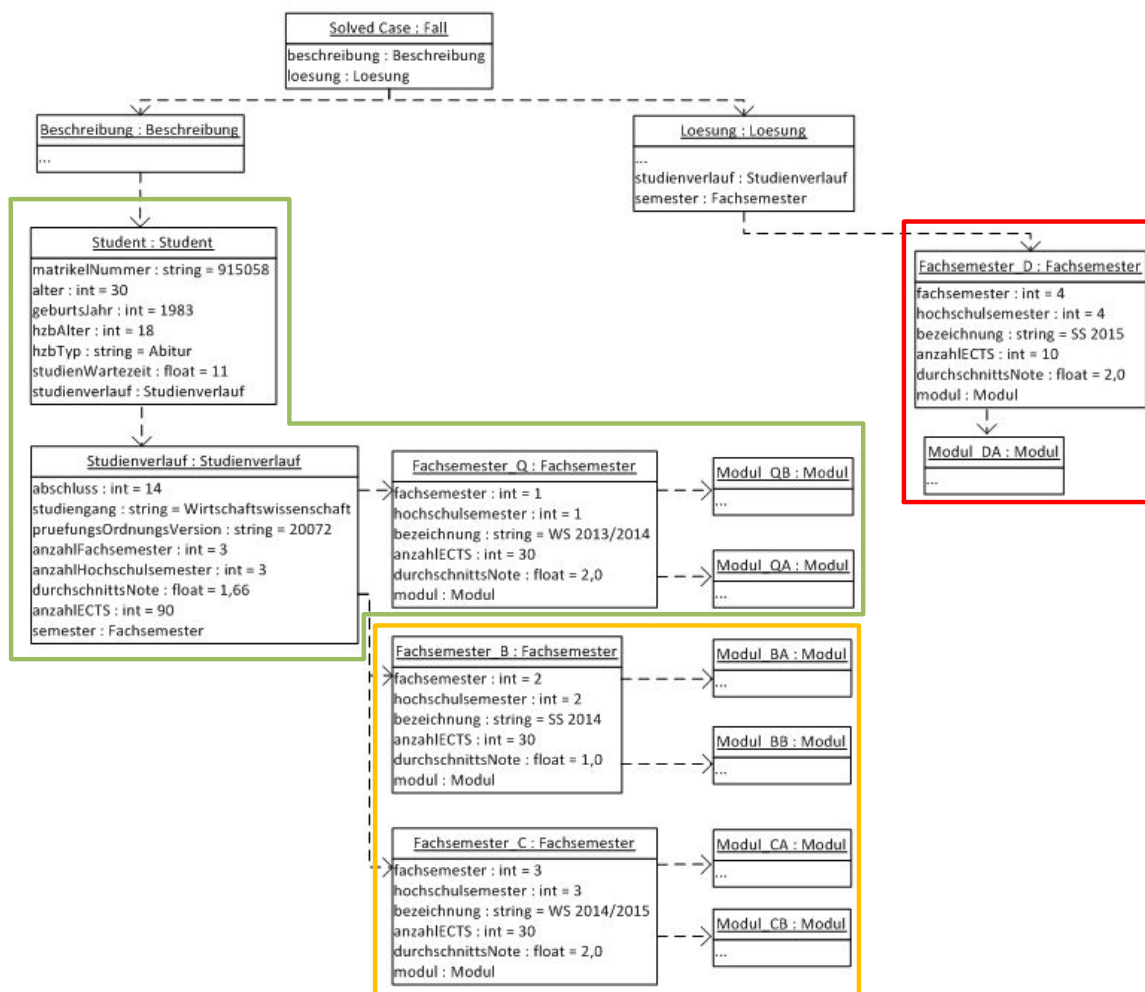 Solved Case : Fall
beschreibung : Beschreibung
loesung : Loesung
Beschreibung : Beschreibung
...
Loesung : Loesung
...
studienverlauf : Studienverlauf
semester : Fachsemester
Student : Student
matrikelNummer : string = 915058
alter : int = 30
geburtsJahr : int = 1983
hzbAlter : int = 18
hzbTyp : string = Abitur
studienWartezeit : float = 11
studienverlauf : Studienverlauf
Fachsemester_D : Fachsemester
fachsemester : int = 4
hochschulsemester : int = 4
bezeichnung : string = SS 2015
anzahlECTS : int = 10
durchschnittsNote : float = 2,0
modul : Modul
Modul_DA : Modul
...
Studienverlauf : Studienverlauf
abschluss : int = 14
studiengang : string = Wirtschaftswissenschaft
pruefungsOrdnungsVersion : string = 20072
anzahlFachsemester : int = 3
anzahlHochschulsemester : int = 3
durchschnittsNote : float = 1,66
anzahlECTS : int = 90
semester : Fachsemester
Fachsemester_Q : Fachsemester
fachsemester : int = 1
hochschulsemester : int = 1
bezeichnung : string = WS 2013/2014
anzahlECTS : int = 30
durchschnittsNote : float = 2,0
modul : Modul
Modul_QB : Modul
...
Modul_QA : Modul
...
Fachsemester_B : Fachsemester
fachsemester : int = 2
hochschulsemester : int = 2
bezeichnung : string = SS 2014
anzahlECTS : int = 30
durchschnittsNote : float = 1,0
modul : Modul
Modul_BA : Modul
...
Modul_BB : Modul
...
Fachsemester_C : Fachsemester
fachsemester : int = 3
hochschulsemester : int = 3
bezeichnung : string = WS 2014/2015
anzahlECTS : int = 30
durchschnittsNote : float = 2,0
modul : Modul
Modul_CA : Modul
...
Modul_CB : Modul
...